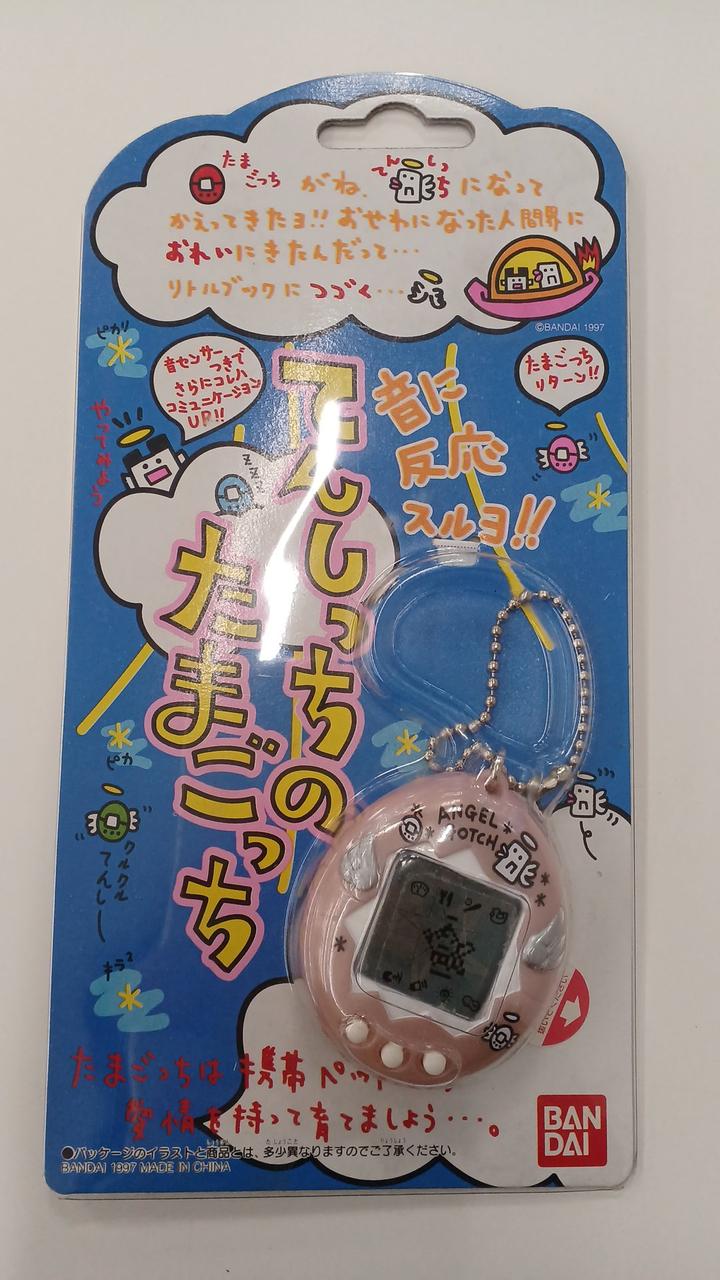 たまごっち がね、てんしっちになって
かえってきたヨ!! おせわになった人間界に
おれいにきたんだって・・・
リトルブックに つづく・・・
©BANDAI 1997
ピカリ
音センサー
つきで
さらにコレハ
コミュニケーション
UP!!
たまごっち
リターン!!
やってみよう
音に
反応
スルヨ!!
zzz
てんしっちの
たまごっち
ピカ
クルクル
てんしー
キラ2
ANGEL
GOTCH
たまごっちは 携帯 ペット
愛情を持って育てましょう・・・。
BAN
DAI
●パッケージのイラストと商品とは、多少異なりますのでご了承ください。
BANDAI 1997 MADE IN CHINA